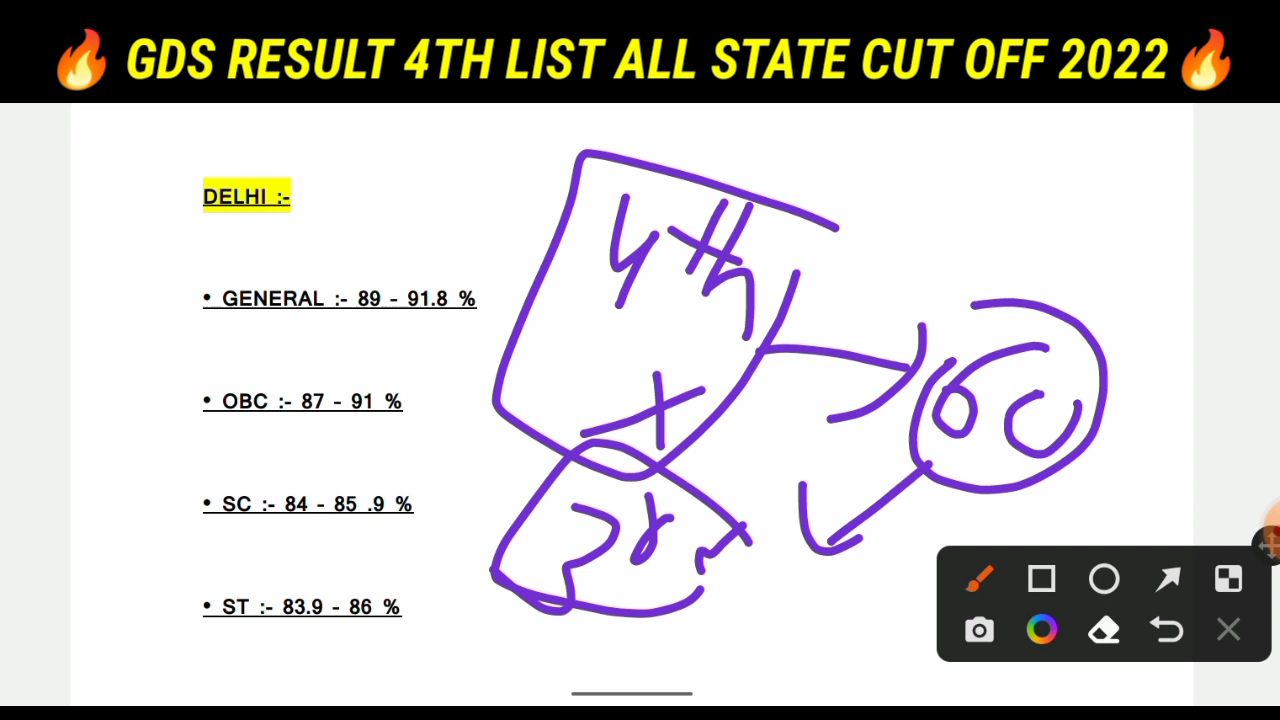 🔥 GDS RESULT 4TH LIST ALL STATE CUT OFF 2022 🔥
DELHI :-
• GENERAL :- 89 - 91.8 %
4th
• OBC :- 87 - 91 %
OC
• SC :- 84 - 85 .9 %
• ST :- 83.9 - 86 %